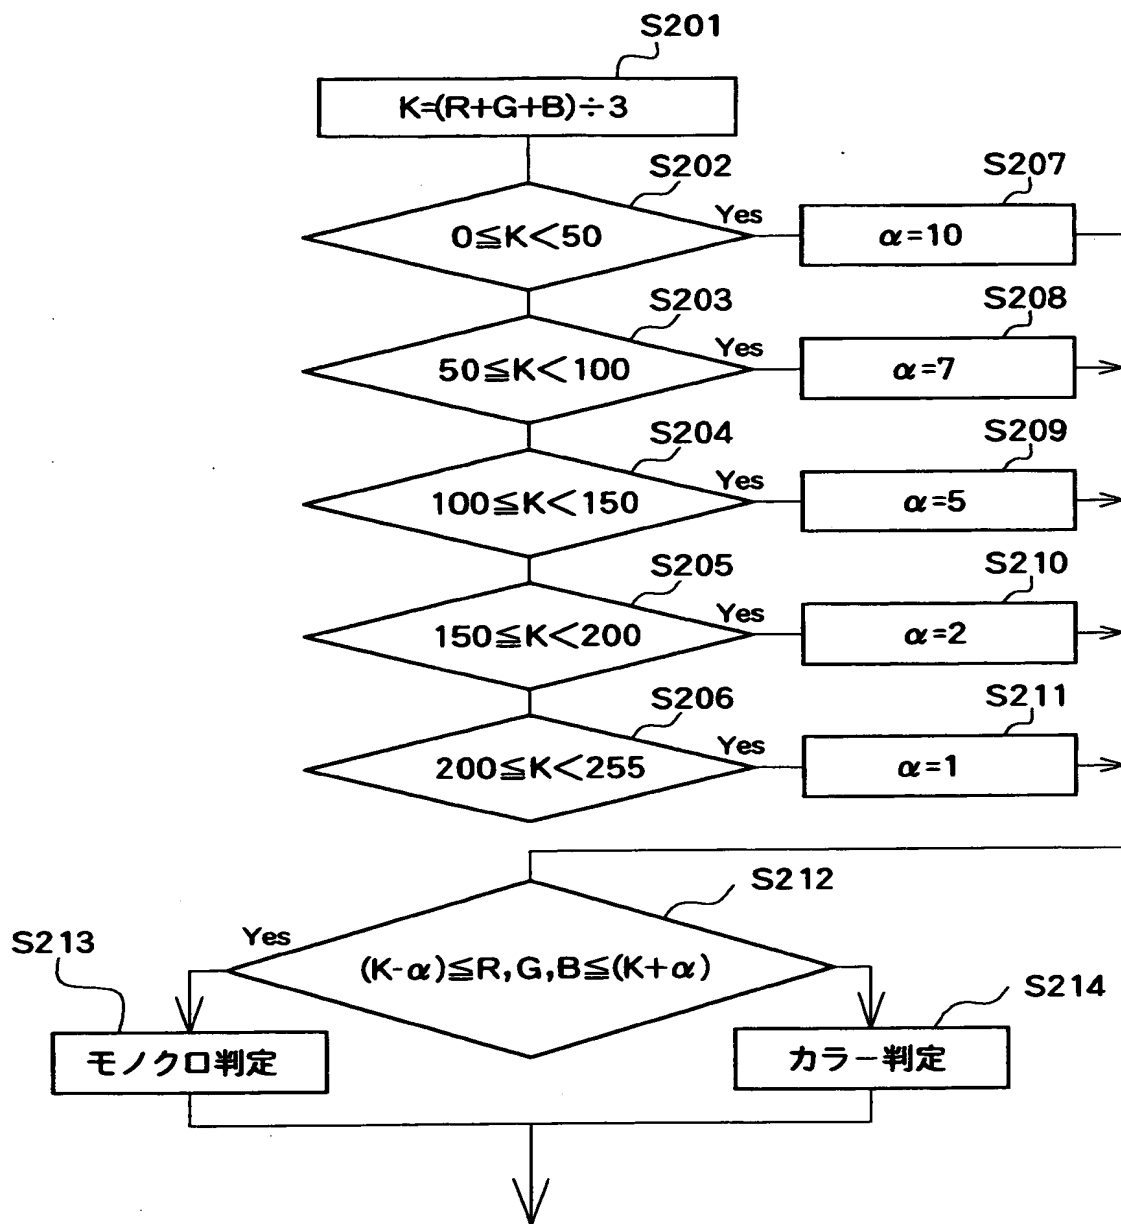 S201
K=(R+G+B)÷3
S202
0≦K<50
Yes
S207
α=10
S203
50≦K<100
Yes
S208
α=7
S204
100≦K<150
Yes
S209
α=5
S205
150≦K<200
Yes
S210
α=2
S206
200≦K<255
Yes
S211
α=1
S212
(K-α)≦R,G,B≦(K+α)
Yes
S213
モノクロ判定
S214
カラー判定